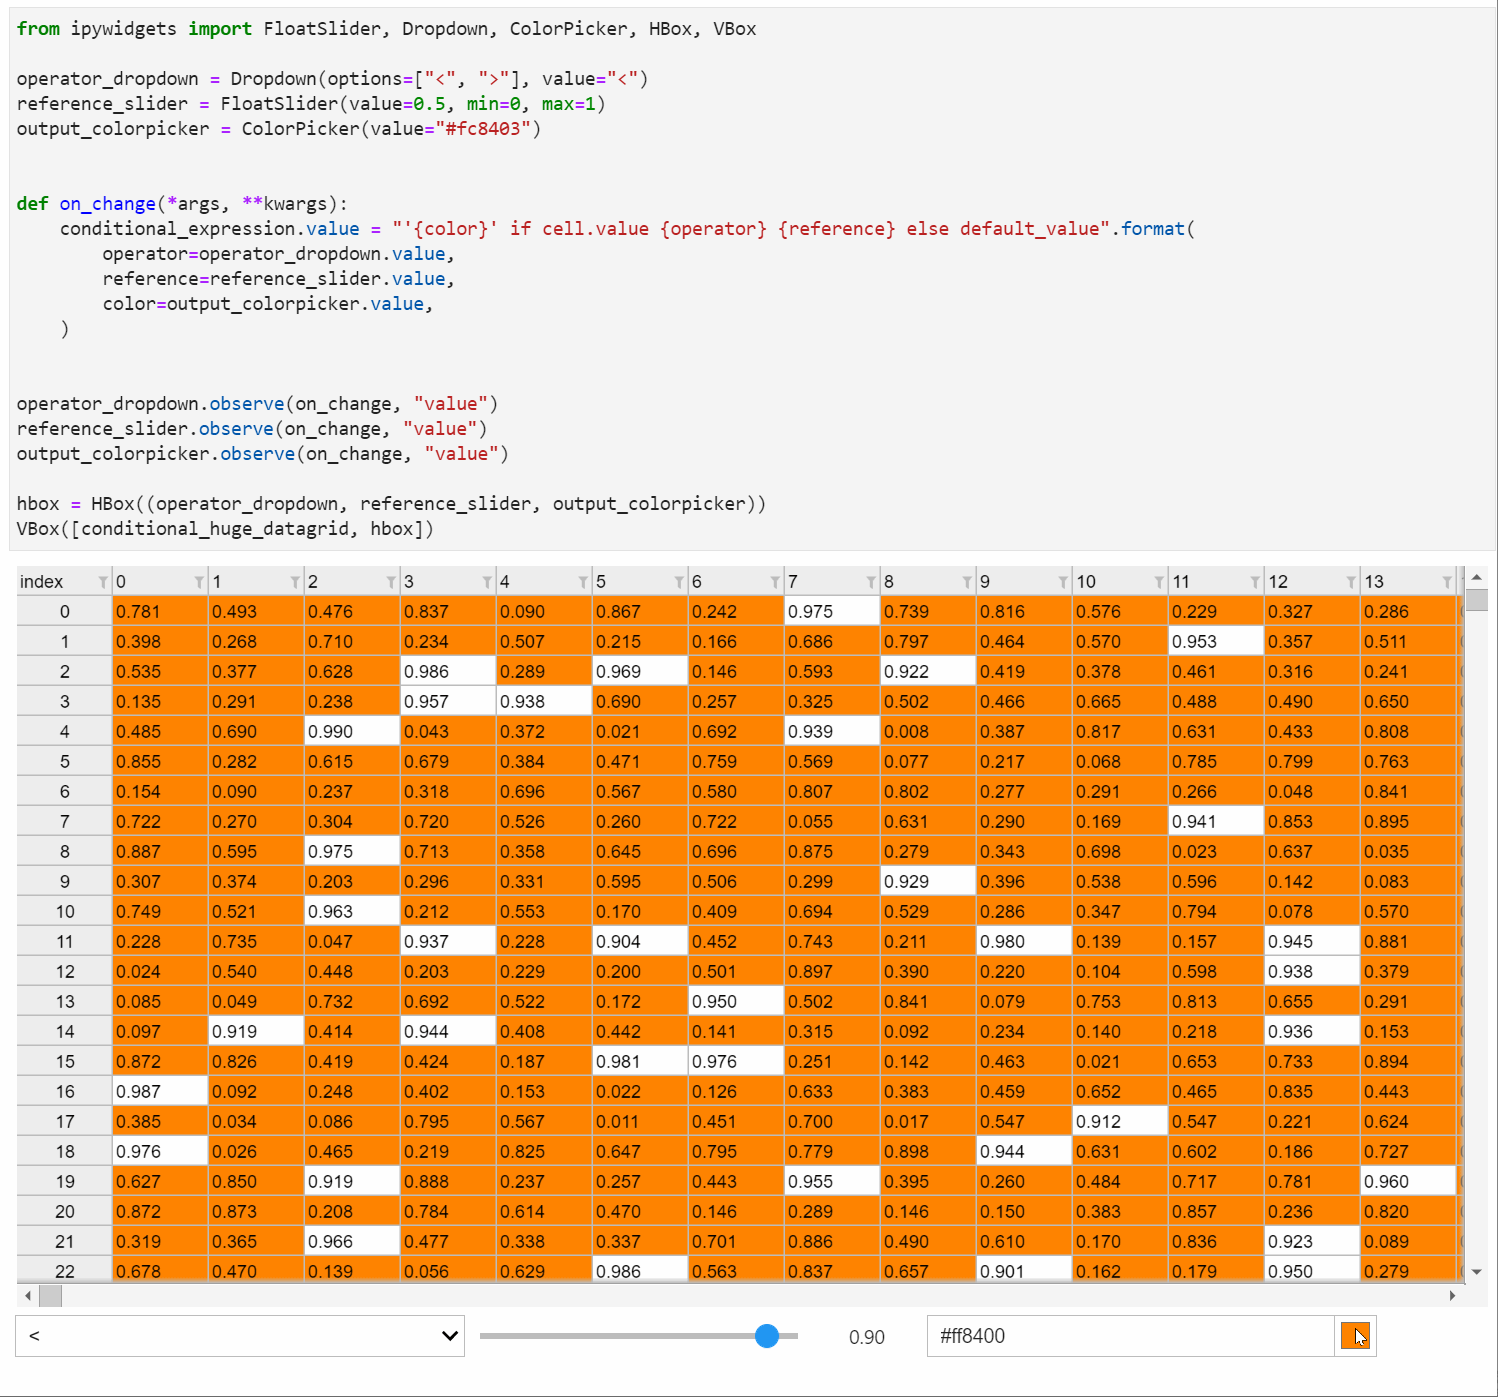 from ipywidgets import FloatSlider, Dropdown, ColorPicker, HBox, VBox
operator_dropdown = Dropdown(options=["<", ">"], value="<")
reference_slider = FloatSlider(value=0.5, min=0, max=1)
output_colorpicker = ColorPicker(value="#fc8403")
def on_change(*args, **kwargs):
conditional_expression.value = "'{color}' if cell.value {operator} {reference} else default_value".format(
operator=operator_dropdown.value,
reference=reference_slider.value,
color=output_colorpicker.value,
)
operator_dropdown.observe(on_change, "value")
reference_slider.observe(on_change, "value")
output_colorpicker.observe(on_change, "value")
hbox = HBox((operator_dropdown, reference_slider, output_colorpicker))
VBox([conditional_huge_datagrid, hbox])
index 0 1 2 3 4 5 6 7 8 9 10 11 12 13
0 0.781 0.493 0.476 0.837 0.090 0.867 0.242 0.975 0.739 0.816 0.576 0.229 0.327 0.286
1 0.398 0.268 0.710 0.234 0.507 0.215 0.166 0.686 0.797 0.464 0.570 0.953 0.357 0.511
2 0.535 0.377 0.628 0.986 0.289 0.969 0.146 0.593 0.922 0.419 0.378 0.461 0.316 0.241
3 0.135 0.291 0.238 0.957 0.938 0.690 0.257 0.325 0.502 0.466 0.665 0.488 0.490 0.650
4 0.485 0.690 0.990 0.043 0.372 0.021 0.692 0.939 0.008 0.387 0.817 0.631 0.433 0.808
5 0.855 0.282 0.615 0.679 0.384 0.471 0.759 0.569 0.077 0.217 0.068 0.785 0.799 0.763
6 0.154 0.090 0.237 0.318 0.696 0.567 0.580 0.807 0.802 0.277 0.291 0.266 0.048 0.841
7 0.722 0.270 0.304 0.720 0.526 0.260 0.722 0.055 0.631 0.290 0.169 0.941 0.853 0.895
8 0.887 0.595 0.975 0.713 0.358 0.645 0.696 0.875 0.279 0.343 0.698 0.023 0.637 0.035
9 0.307 0.374 0.203 0.296 0.331 0.595 0.506 0.299 0.929 0.396 0.538 0.596 0.142 0.083
10 0.749 0.521 0.963 0.212 0.553 0.170 0.409 0.694 0.529 0.286 0.347 0.794 0.078 0.570
11 0.228 0.735 0.047 0.937 0.228 0.904 0.452 0.743 0.211 0.980 0.139 0.157 0.945 0.881
12 0.024 0.540 0.448 0.203 0.229 0.200 0.501 0.897 0.390 0.220 0.104 0.598 0.938 0.379
13 0.085 0.049 0.732 0.692 0.522 0.172 0.950 0.502 0.841 0.079 0.753 0.813 0.655 0.291
14 0.097 0.919 0.414 0.944 0.408 0.442 0.141 0.315 0.092 0.234 0.140 0.218 0.936 0.153
15 0.872 0.826 0.419 0.424 0.187 0.981 0.976 0.251 0.142 0.463 0.021 0.653 0.733 0.894
16 0.987 0.092 0.248 0.402 0.153 0.022 0.126 0.633 0.383 0.459 0.652 0.465 0.835 0.443
17 0.385 0.034 0.086 0.795 0.567 0.011 0.451 0.700 0.017 0.547 0.912 0.547 0.221 0.624
18 0.976 0.026 0.465 0.219 0.825 0.647 0.795 0.779 0.898 0.944 0.631 0.602 0.186 0.727
19 0.627 0.850 0.919 0.888 0.237 0.257 0.443 0.955 0.395 0.260 0.484 0.717 0.781 0.960
20 0.872 0.873 0.208 0.784 0.614 0.470 0.146 0.289 0.146 0.150 0.383 0.857 0.236 0.820
21 0.319 0.365 0.966 0.477 0.338 0.337 0.701 0.886 0.490 0.610 0.170 0.836 0.923 0.089
22 0.678 0.470 0.139 0.056 0.629 0.986 0.563 0.837 0.657 0.901 0.162 0.179 0.950 0.279
< 0.90 #ff8400